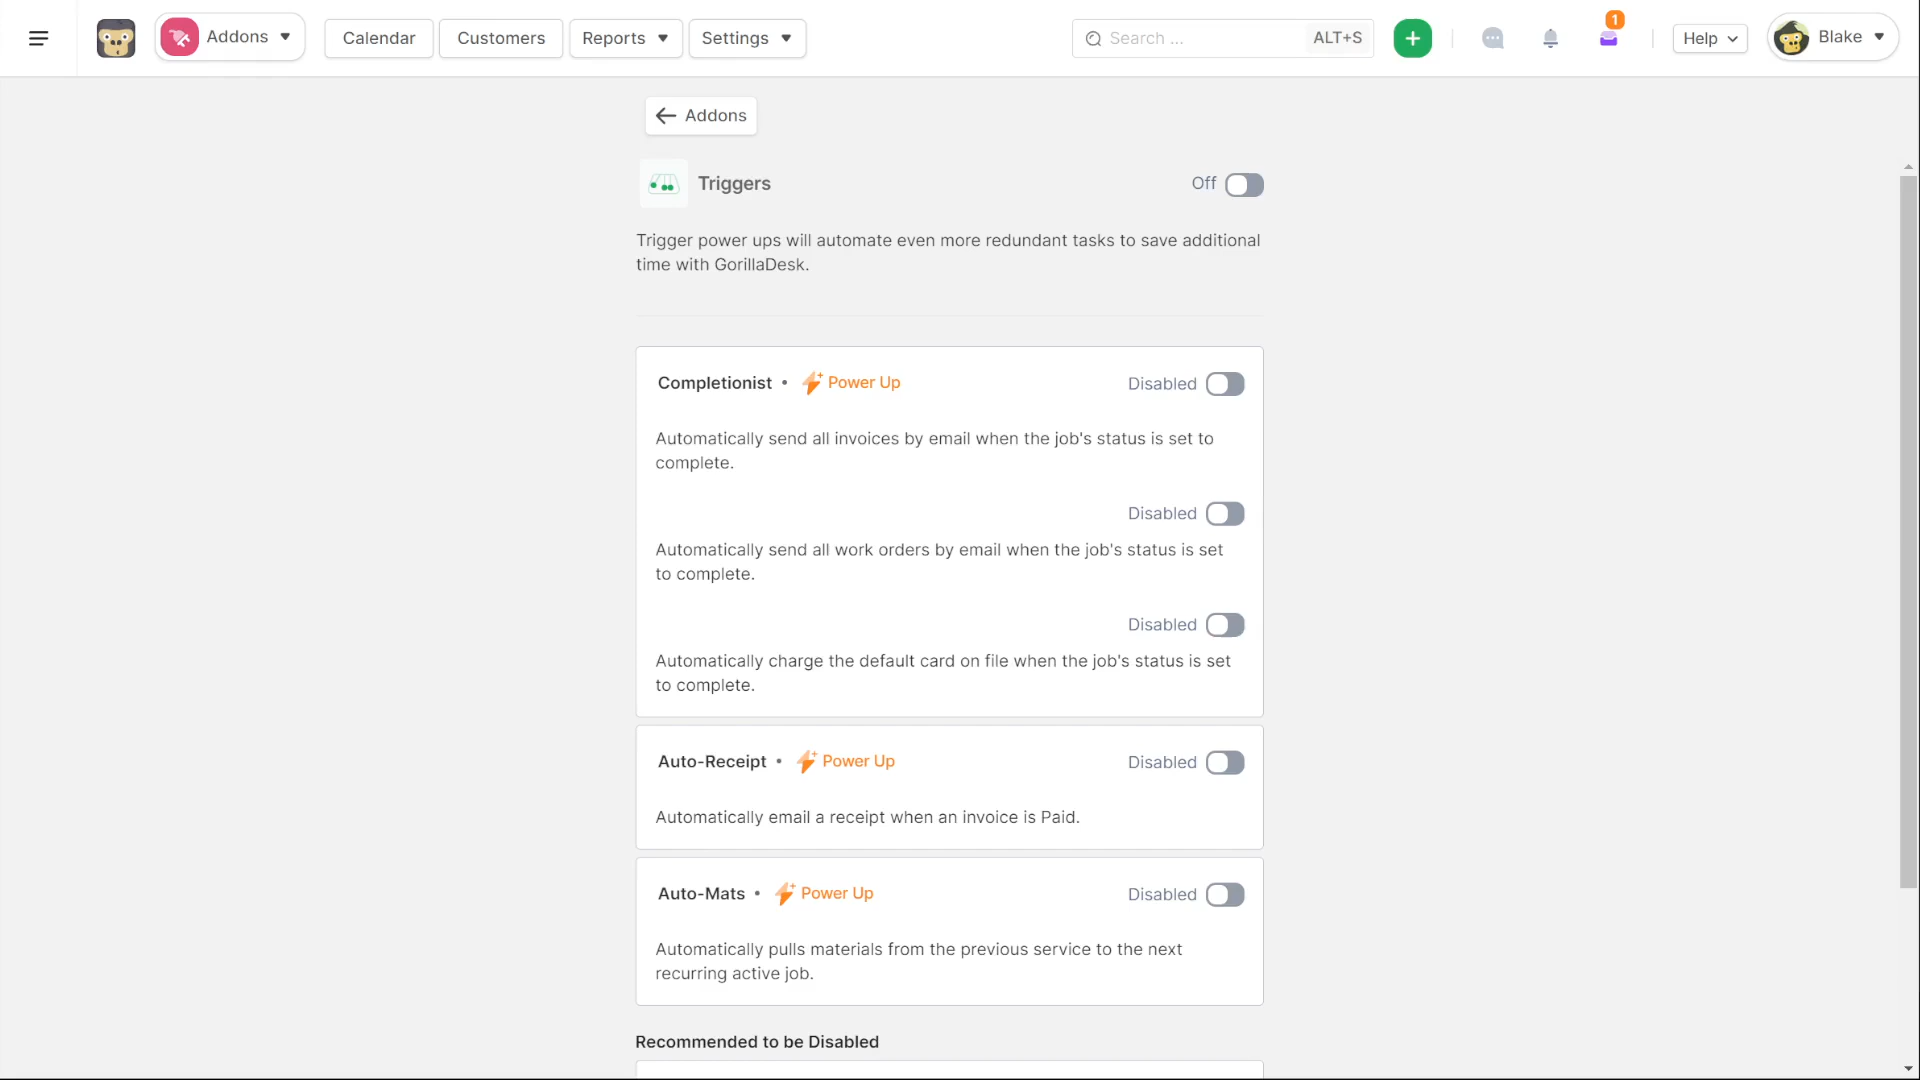 Addons
Calendar
Customers
Reports
Settings
Search ...
ALT+S
1
Help
Blake
Addons
Triggers
Off
Trigger power ups will automate even more redundant tasks to save additional
time with GorillaDesk.
Completionist • Power Up
Disabled
Automatically send all invoices by email when the job's status is set to
complete.
Disabled
Automatically send all work orders by email when the job's status is set
to complete.
Disabled
Automatically charge the default card on file when the job's status is set
to complete.
Auto-Receipt • Power Up
Disabled
Automatically email a receipt when an invoice is Paid.
Auto-Mats • Power Up
Disabled
Automatically pulls materials from the previous service to the next
recurring active job.
Recommended to be Disabled